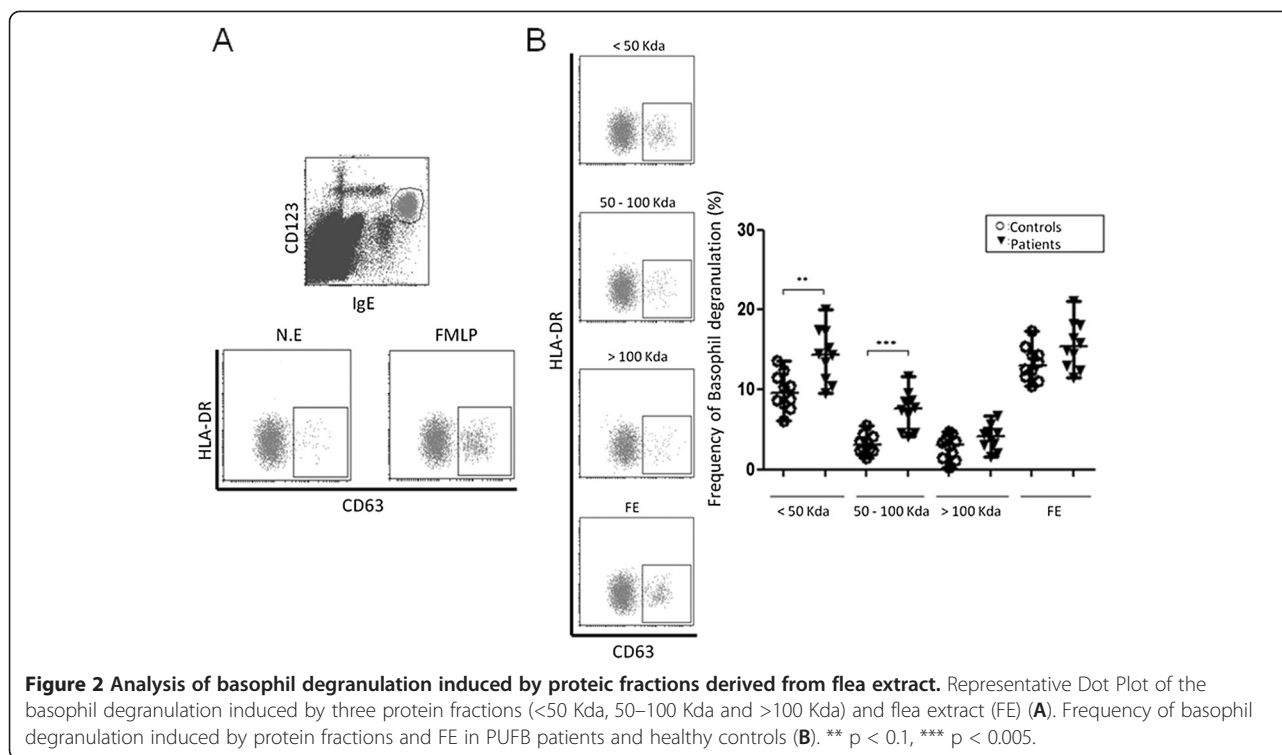 A
B
CD123
IgE
N.E
FMLP
HLA-DR
CD63
< 50 Kda
50 - 100 Kda
> 100 Kda
FE
HLA-DR
CD63
Frequency of Basophil degranulation (%)
30
20
10
0
Controls
Patients
**
***
< 50 Kda
50 - 100 Kda
> 100 Kda
FE
Figure 2 Analysis of basophil degranulation induced by proteic fractions derived from flea extract. Representative Dot Plot of the
basophil degranulation induced by three protein fractions (<50 Kda, 50–100 Kda and >100 Kda) and flea extract (FE) (A). Frequency of basophil
degranulation induced by protein fractions and FE in PUFB patients and healthy controls (B). ** p < 0.1, *** p < 0.005.